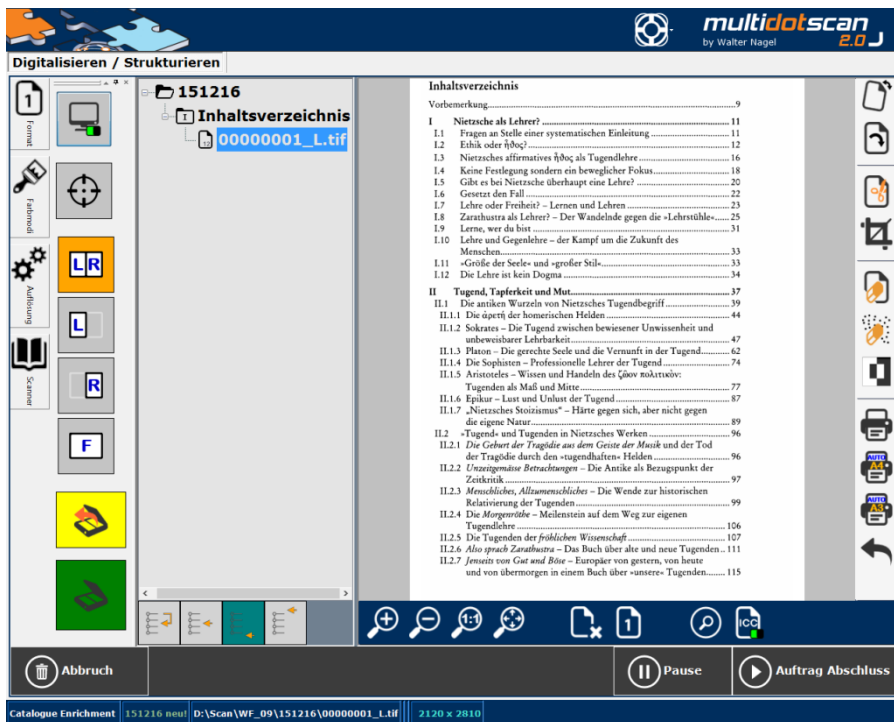 multidotscan
by Walter Nagel 2.0
Digitalisieren / Strukturieren
1
Format
Farbmodi
Auflösung
Scanner
L R
L
R
F
151216
Inhaltsverzeichnis
00000001_L.tif
Inhaltsverzeichnis
Vorbemerkung....9
I Nietzsche als Lehrer? .... 11
I.1 Fragen an Stelle einer systematischen Einleitung .... 11
I.2 Ethik oder ἦθος? .... 12
I.3 Nietzsches affirmatives ἦθος als Tugendlehre .... 16
I.4 Keine Festlegung sondern ein beweglicher Fokus.... 18
I.5 Gibt es bei Nietzsche überhaupt eine Lehre? .... 20
I.6 Gesetzt den Fall .... 22
I.7 Lehre oder Freiheit? – Lernen und Lehren .... 23
I.8 Zarathustra als Lehrer? – Der Wandelnde gegen die »Lehrstühle«.... 25
I.9 Lerne, wer du bist .... 31
I.10 Lehre und Gegenlehre – der Kampf um die Zukunft des
Menschen.... 33
I.11 »Größe der Seele« und »großer Stil«.... 33
I.12 Die Lehre ist kein Dogma .... 34
II Tugend, Tapferkeit und Mut.... 37
II.1 Die antiken Wurzeln von Nietzsches Tugendbegriff .... 39
II.1.1 Die ἀρετή der homerischen Helden .... 44
II.1.2 Sokrates – Die Tugend zwischen bewiesener Unwissenheit und
unbeweisbarer Lehrbarkeit.... 47
II.1.3 Platon – Die gerechte Seele und die Vernunft in der Tugend.... 62
II.1.4 Die Sophisten – Professionelle Lehrer der Tugend .... 74
II.1.5 Aristoteles – Wissen und Handeln des ζῷον πολιτικὸν:
Tugenden als Maß und Mitte.... 77
II.1.6 Epikur – Lust und Unlust der Tugend .... 87
II.1.7 „Nietzsches Stoizismus“ – Härte gegen sich, aber nicht gegen
die eigene Natur.... 89
II.2 »Tugend« und Tugenden in Nietzsches Werken .... 96
II.2.1 Die Geburt der Tragödie aus dem Geiste der Musik und der Tod
der Tragödie durch den »tugendhaften« Helden .... 96
II.2.2 Unzeitgemässe Betrachtungen – Die Antike als Bezugspunkt der
Zeitkritik .... 97
II.2.3 Menschliches, Allzumenschliches – Die Wende zur historischen
Relativierung der Tugenden .... 99
II.2.4 Die Morgenröthe – Meilenstein auf dem Weg zur eigenen
Tugendlehre .... 106
II.2.5 Die Tugenden der fröhlichen Wissenschaft .... 107
II.2.6 Also sprach Zarathustra – Das Buch über alte und neue Tugenden .. 111
II.2.7 Jenseits von Gut und Böse – Europäer von gestern, von heute
und von übermorgen in einem Buch über »unsere« Tugenden.... 115
AUTO
A4
AUTO
A3
1:1
1
ICC
Abbruch
Pause
Auftrag Abschluss
Catalogue Enrichment 151216 neu! D:\Scan\WF_09\151216\00000001_L.tif 2120 x 2810